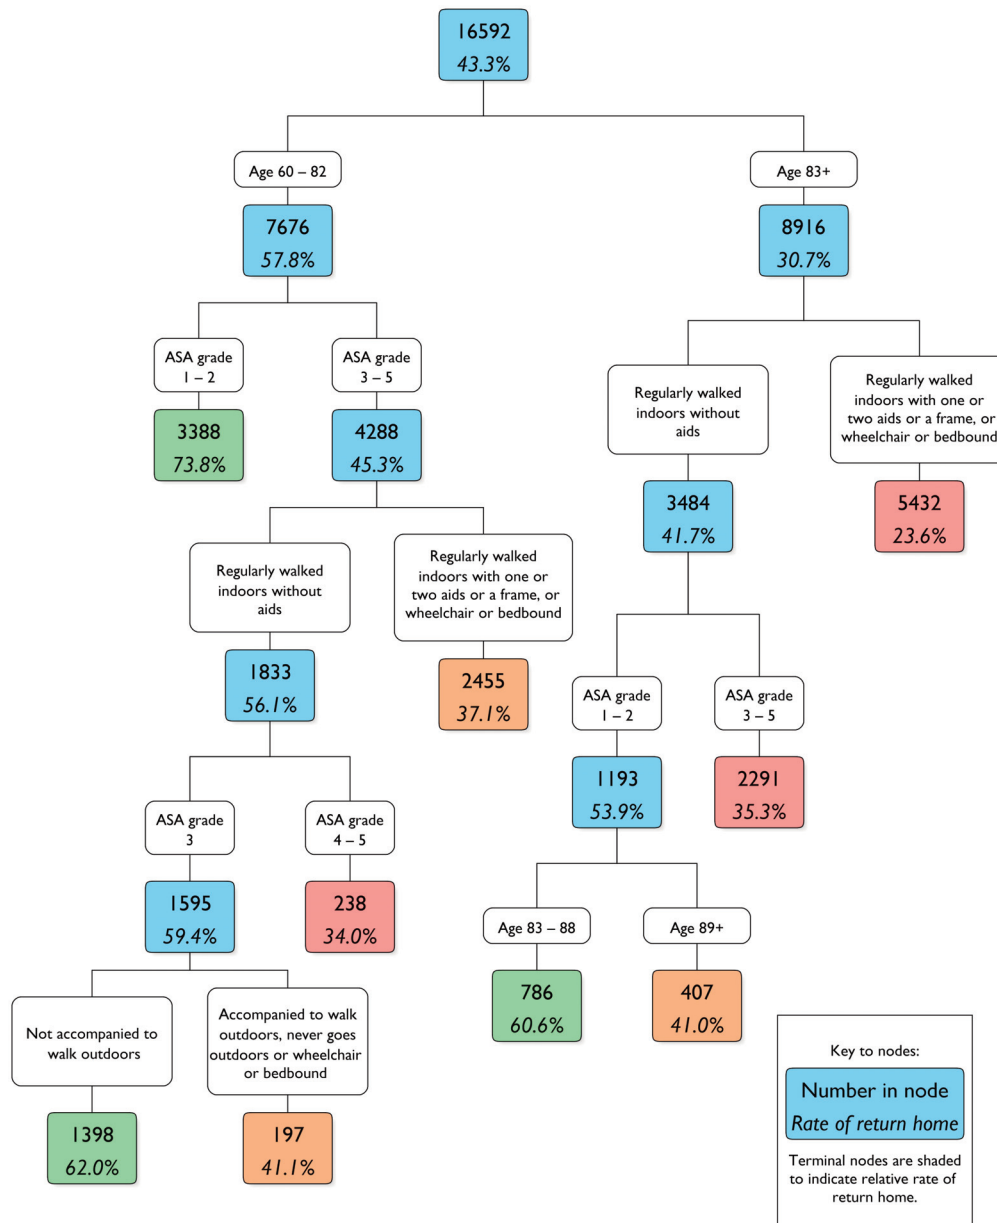 16592
43.3%
Age 60 – 82
Age 83+
7676
57.8%
8916
30.7%
ASA grade
1 – 2
ASA grade
3 – 5
Regularly walked
indoors without
aids
Regularly walked
indoors with one or
two aids or a frame, or
wheelchair or bedbound
3388
73.8%
4288
45.3%
3484
41.7%
5432
23.6%
Regularly walked
indoors without
aids
Regularly walked
indoors with one or
two aids or a frame, or
wheelchair or bedbound
1833
56.1%
2455
37.1%
ASA grade
1 – 2
ASA grade
3 – 5
1193
53.9%
2291
35.3%
ASA grade
3
ASA grade
4 – 5
1595
59.4%
238
34.0%
Age 83 – 88
Age 89+
786
60.6%
407
41.0%
Not accompanied to
walk outdoors
Accompanied to walk
outdoors, never goes
outdoors or wheelchair
or bedbound
1398
62.0%
197
41.1%
Key to nodes:
Number in node
Rate of return home
Terminal nodes are shaded
to indicate relative rate of
return home.